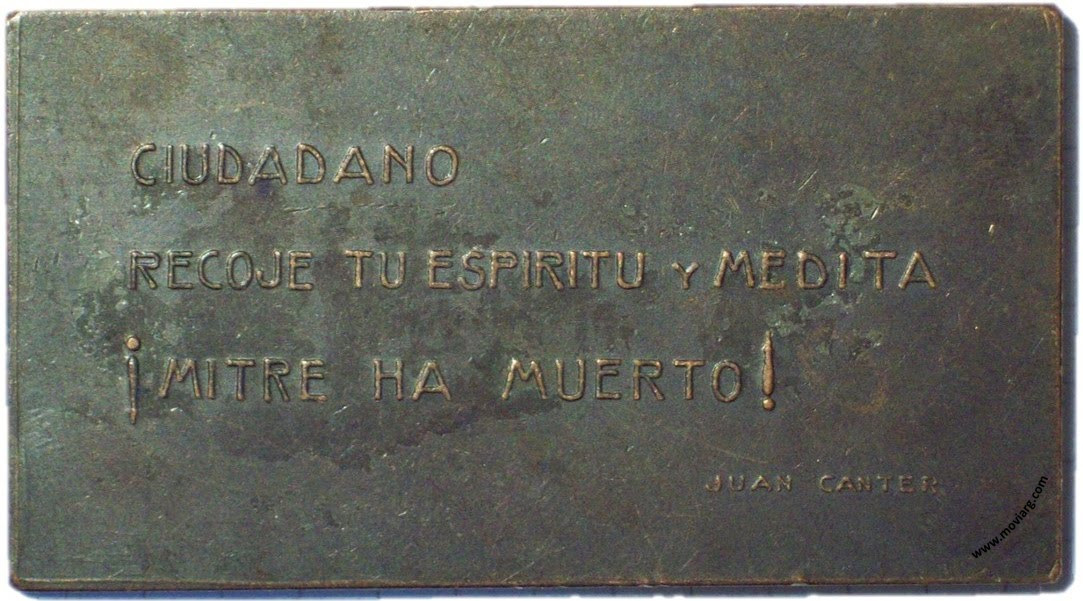 CIUDADANO
RECOJE TU ESPIRITU Y MEDITA
¡MITRE HA MUERTO!
JUAN CANTER
www.moviarg.com